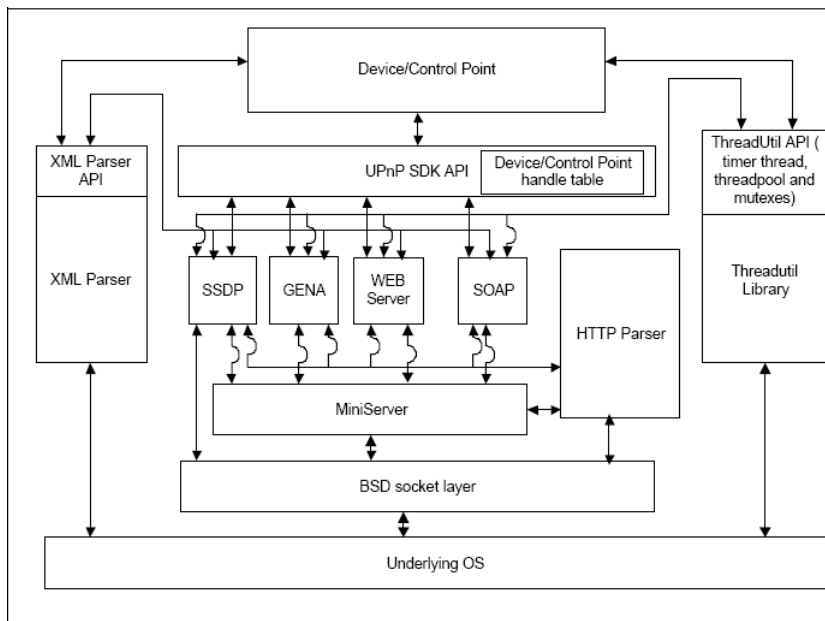 Device/Control Point
XML Parser
API
UPnP SDK API
Device/Control Point
handle table
ThreadUtil API (
timer thread,
threadpool and
mutexes)
XML Parser
SSDP
GENA
WEB
Server
SOAP
HTTP Parser
Threadutil
Library
MiniServer
BSD socket layer
Underlying OS